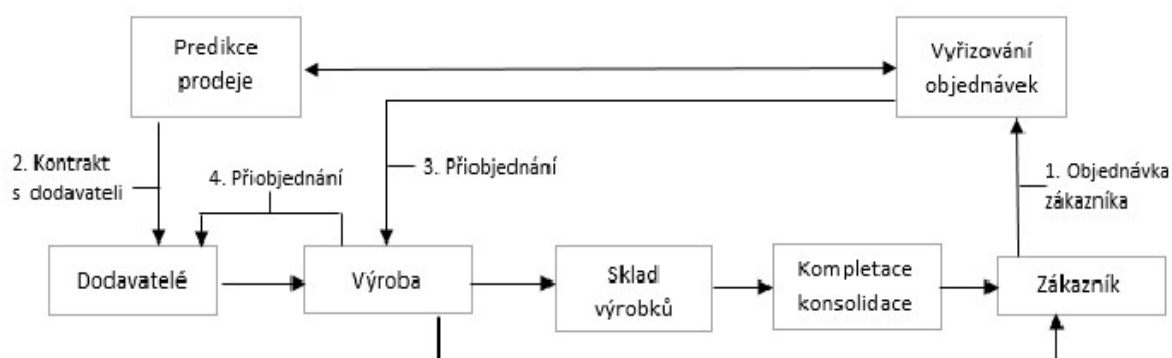 Predikce
prodeje
Vyřizování
objednávek
2. Kontrakt
s dodavateli
4. Přiobjednání
3. Přiobjednání
1. Objednávka
zákazníka
Dodavatelé
Výroba
Sklad
výrobků
Kompletace
konsolidace
Zákazník